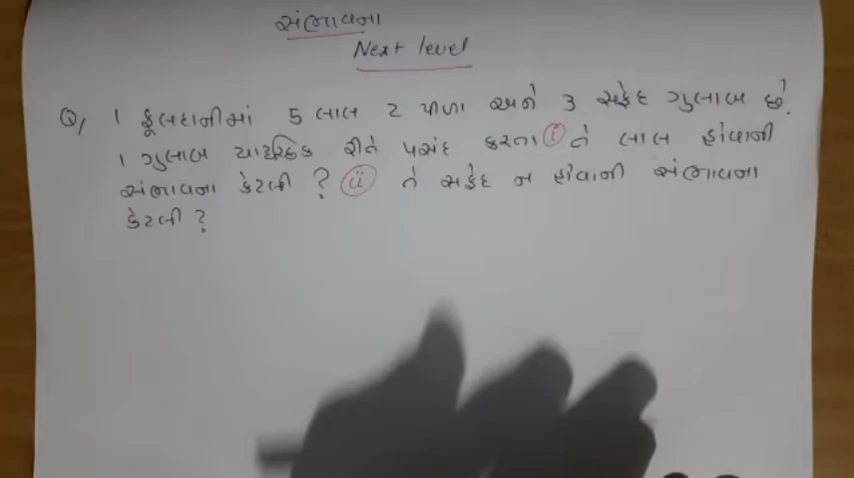 સંભાવના
Next level
Q, 1 ફૂલદાનીમાં 5 લાલ 2 પીળા અને 3 સફેદ ગુલાબ છે.
1 ગુલાબ યાદચ્છિક રીતે પસંદ કરતા (i) તે લાલ હોવાની
સંભાવના કેટલી ? (ii) તે સફેદ ન હોવાની સંભાવના
કેટલી ?